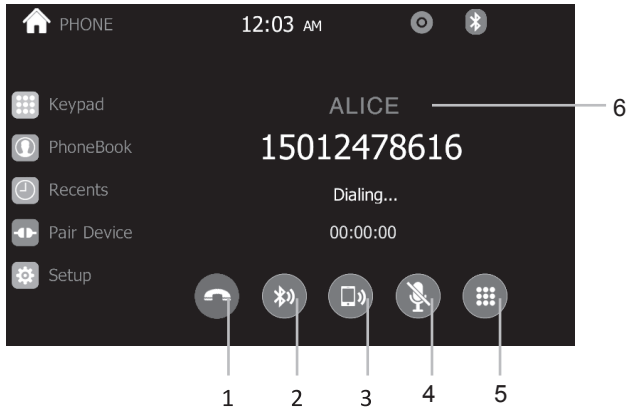 PHONE 12:03 AM
Keypad
PhoneBook
Recents
Pair Device
Setup
ALICE 6
15012478616
Dialing...
00:00:00
1 2 3 4 5